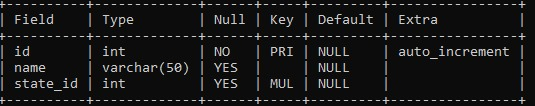 +----------+-------------+------+-----+---------+----------------+
| Field    | Type        | Null | Key | Default | Extra          |
+----------+-------------+------+-----+---------+----------------+
| id       | int         | NO   | PRI | NULL    | auto_increment |
| name     | varchar(50) | YES  |     | NULL    |                |
| state_id | int         | YES  | MUL | NULL    |                |
+----------+-------------+------+-----+---------+----------------+